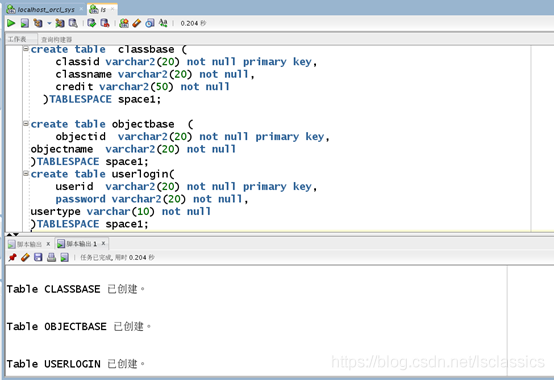 localhost_orcl_sys ls
0.204 秒
工作表 查询构建器
create table classbase (
classid varchar2(20) not null primary key,
classname varchar2(20) not null,
credit varchar2(50) not null
)TABLESPACE space1;
create table objectbase (
objectid varchar2(20) not null primary key,
objectname varchar2(20) not null
)TABLESPACE space1;
create table userlogin(
userid varchar2(20) not null primary key,
password varchar2(20) not null,
usertype varchar(10) not null
)TABLESPACE space1;
脚本输出 x 脚本输出 1 x
任务已完成, 用时 0.204 秒
Table CLASSBASE 已创建。
Table OBJECTBASE 已创建。
Table USERLOGIN 已创建。
https://blog.csdn.net/lsclassics